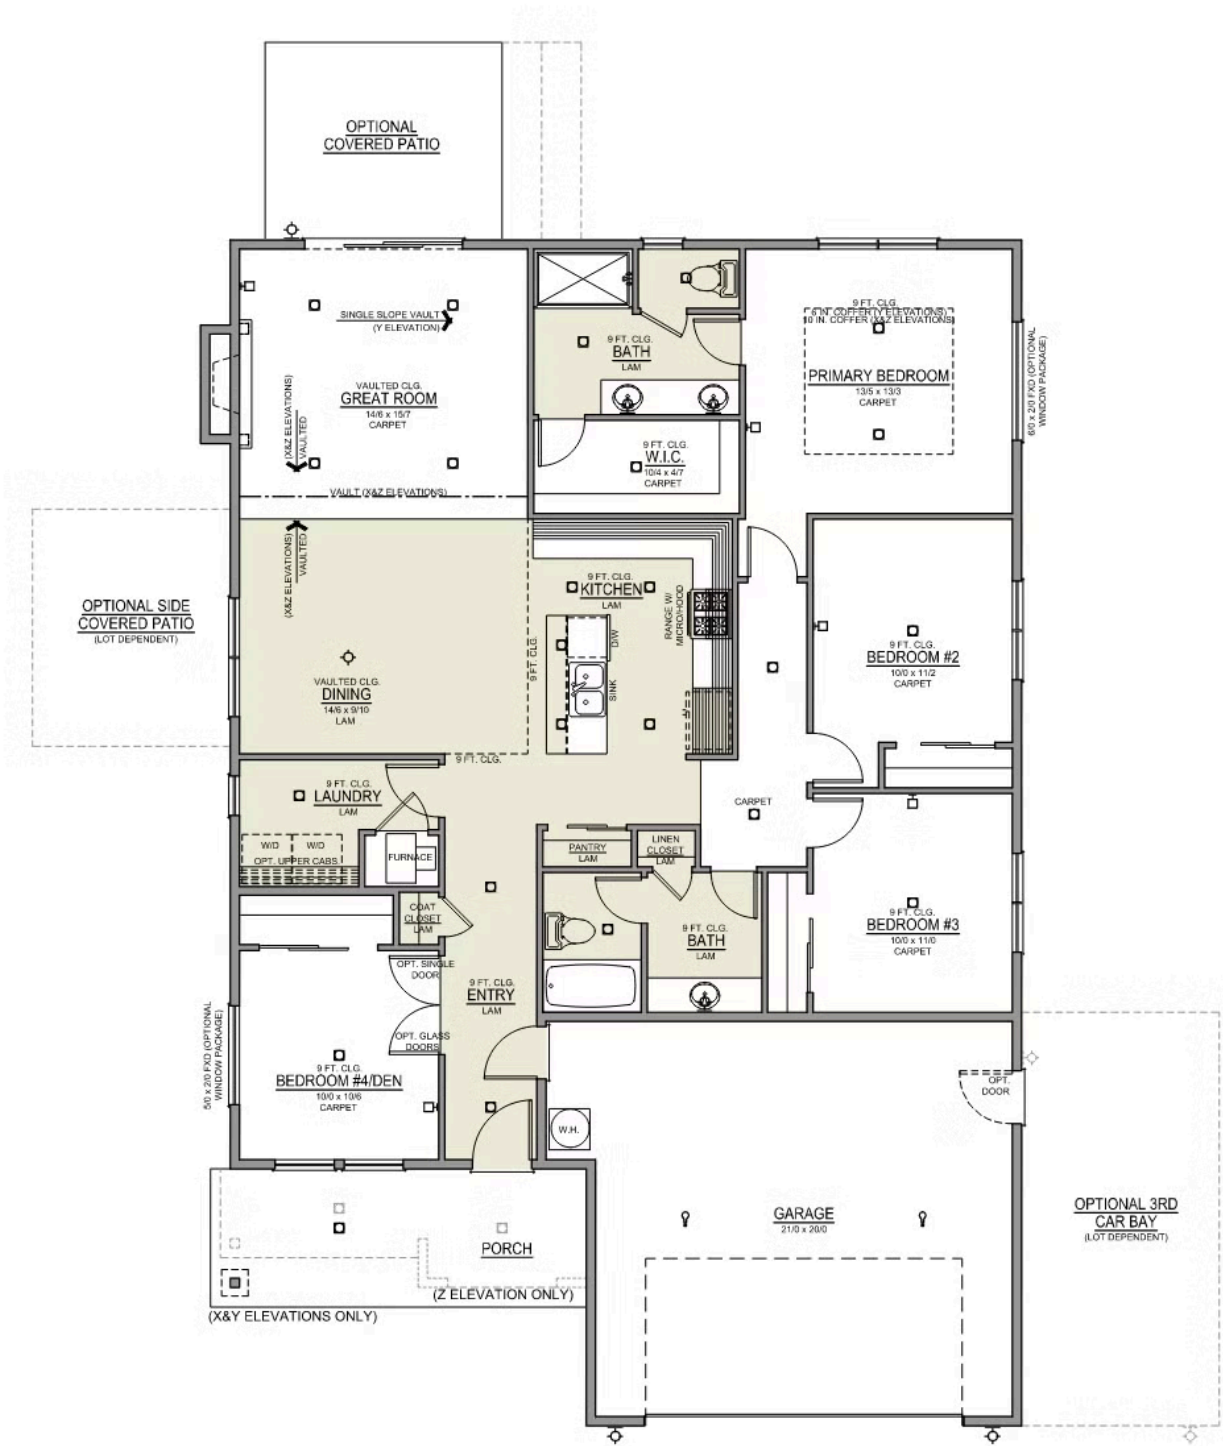 OPTIONAL
COVERED PATIO
SINGLE SLOPE VAULT
(Y ELEVATION)
VAULTED CLG.
GREAT ROOM
14/6 x 15/7
CARPET
(X&Z ELEVATIONS)
VAULTED
VAULT (X&Z ELEVATIONS)
9 FT. CLG.
BATH
LAM
9 FT. CLG.
W.I.C.
10/4 x 4/7
CARPET
9 FT. CLG.
6 IN. COFFER (Y ELEVATIONS)
10 IN. COFFER (X&Z ELEVATIONS)
PRIMARY BEDROOM
13/5 x 13/3
CARPET
6/0 x 2/0 FXD (OPTIONAL
WINDOW PACKAGE)
OPTIONAL SIDE
COVERED PATIO
(LOT DEPENDENT)
(X&Z ELEVATIONS)
VAULTED
VAULTED CLG.
DINING
14/6 x 9/10
LAM
9 FT. CLG.
9 FT. CLG.
KITCHEN
LAM
RANGE W/
MICRO/HOOD
D/W
SINK
9 FT. CLG.
BEDROOM #2
10/0 x 11/2
CARPET
9 FT. CLG.
9 FT. CLG.
LAUNDRY
LAM
W/D
W/D
OPT. UPPER CABS.
FURNACE
CARPET
PANTRY
LAM
LINEN
CLOSET
LAM
COAT
CLOSET
LAM
9 FT. CLG.
BATH
LAM
9 FT. CLG.
BEDROOM #3
10/0 x 11/0
CARPET
OPT. SINGLE
DOOR
9 FT. CLG.
ENTRY
LAM
OPT. GLASS
DOORS
5/0 x 2/0 FXD (OPTIONAL
WINDOW PACKAGE)
9 FT. CLG.
BEDROOM #4/DEN
10/0 x 10/6
CARPET
W.H.
OPT.
DOOR
GARAGE
21/0 x 20/0
OPTIONAL 3RD
CAR BAY
(LOT DEPENDENT)
PORCH
(Z ELEVATION ONLY)
(X&Y ELEVATIONS ONLY)